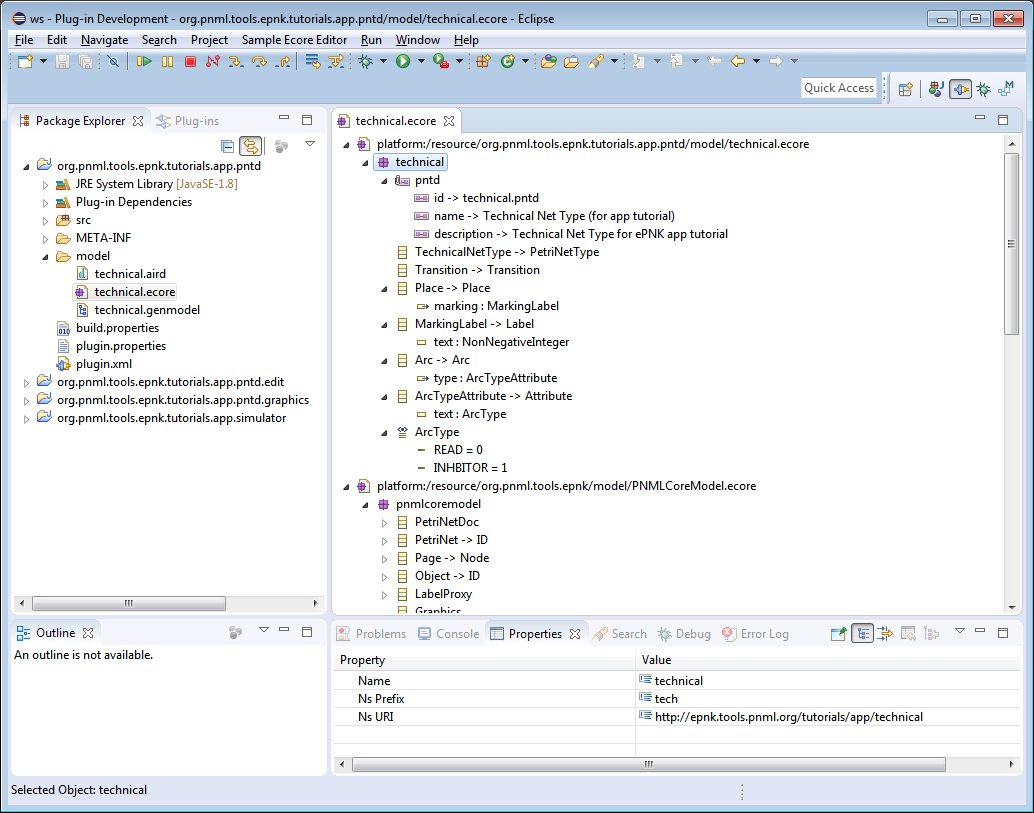 ws - Plug-in Development - org.pnml.tools.epnk.tutorials.app.pntd/model/technical.ecore - Eclipse
File Edit Navigate Search Project Sample Ecore Editor Run Window Help
Quick Access
Package Explorer Plug-ins
org.pnml.tools.epnk.tutorials.app.pntd
JRE System Library [JavaSE-1.8]
Plug-in Dependencies
src
META-INF
model
technical.aird
technical.ecore
technical.genmodel
build.properties
plugin.properties
plugin.xml
org.pnml.tools.epnk.tutorials.app.pntd.edit
org.pnml.tools.epnk.tutorials.app.pntd.graphics
org.pnml.tools.epnk.tutorials.app.simulator
technical.ecore
platform:/resource/org.pnml.tools.epnk.tutorials.app.pntd/model/technical.ecore
technical
pntd
id -> technical.pntd
name -> Technical Net Type (for app tutorial)
description -> Technical Net Type for ePNK app tutorial
TechnicalNetType -> PetriNetType
Transition -> Transition
Place -> Place
marking : MarkingLabel
MarkingLabel -> Label
text : NonNegativeInteger
Arc -> Arc
type : ArcTypeAttribute
ArcTypeAttribute -> Attribute
text : ArcType
ArcType
READ = 0
INHBITOR = 1
platform:/resource/org.pnml.tools.epnk/model/PNMLCoreModel.ecore
pnmlcoremodel
PetriNetDoc
PetriNet -> ID
Page -> Node
Object -> ID
LabelProxy
Graphics
Outline
An outline is not available.
Problems Console Properties Search Debug Error Log
Property Value
Name technical
Ns Prefix tech
Ns URI http://epnk.tools.pnml.org/tutorials/app/technical
Selected Object: technical